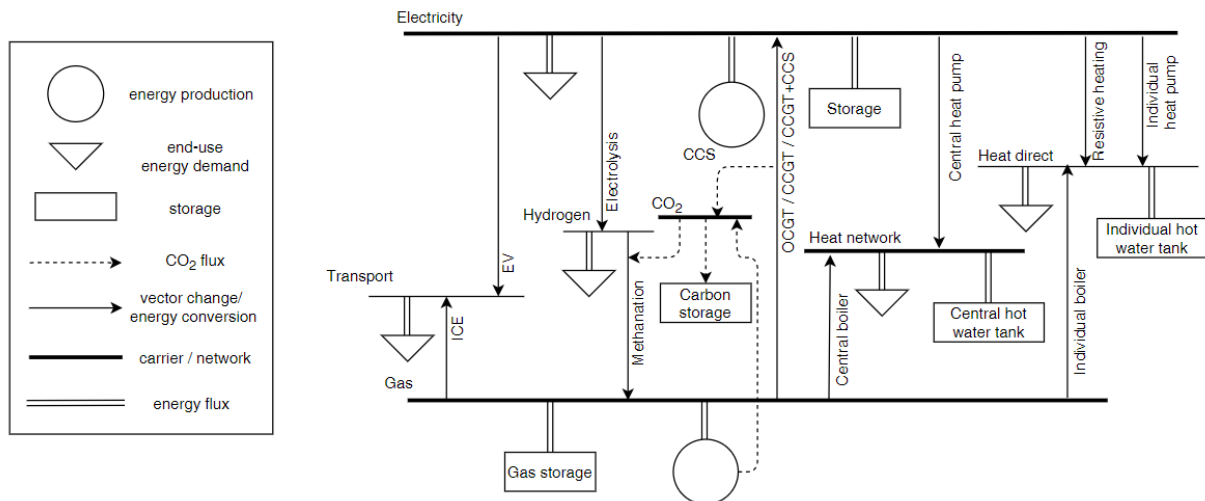 energy production
end-use
energy demand
storage
CO2 flux
vector change/
energy conversion
carrier / network
energy flux
Electricity
EV
Electrolysis
CCS
OCGT / CCGT / CCGT+CCS
Storage
Central heat pump
Resistive heating
Individual
heat pump
Heat direct
Individual hot
water tank
CO2
Hydrogen
Heat network
Transport
Carbon
storage
Central hot
water tank
ICE
Methanation
Central boiler
Individual boiler
Gas
Gas storage